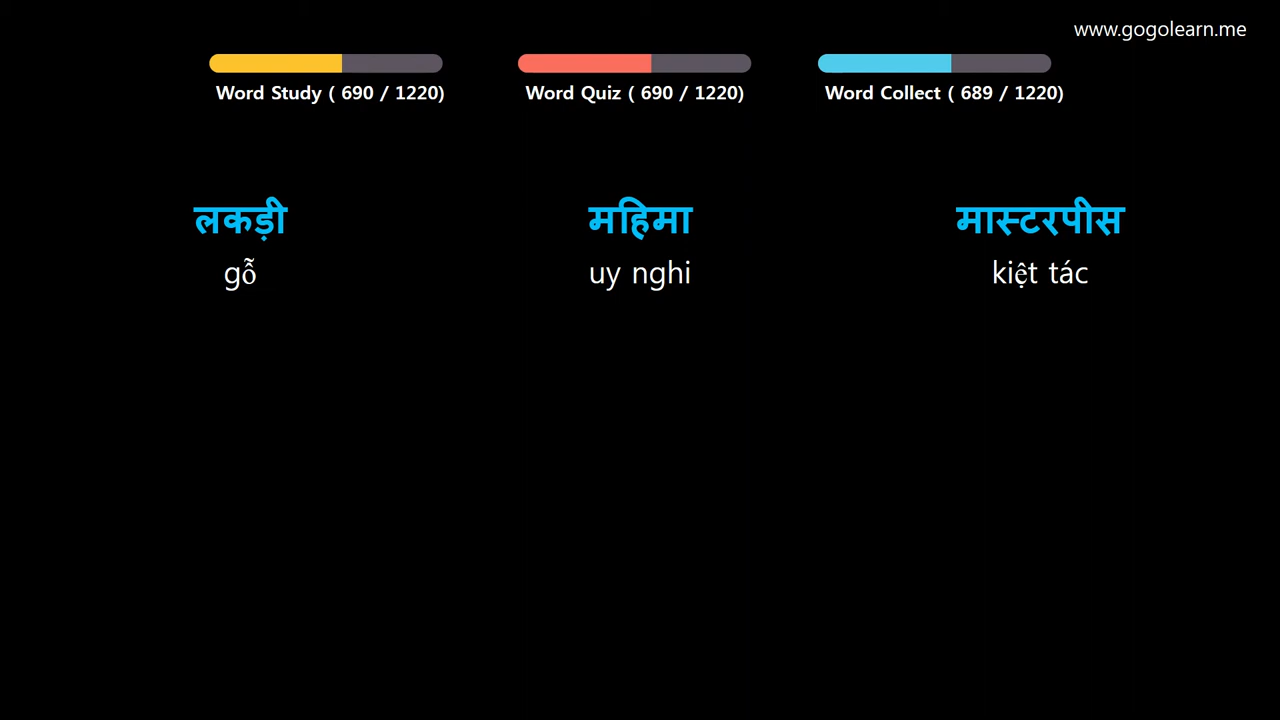 www.gogolearn.me
Word Study ( 690 / 1220)
Word Quiz ( 690 / 1220)
Word Collect ( 689 / 1220)
लकड़ी
gỗ
महिमा
uy nghi
मास्टरपीस
kiệt tác